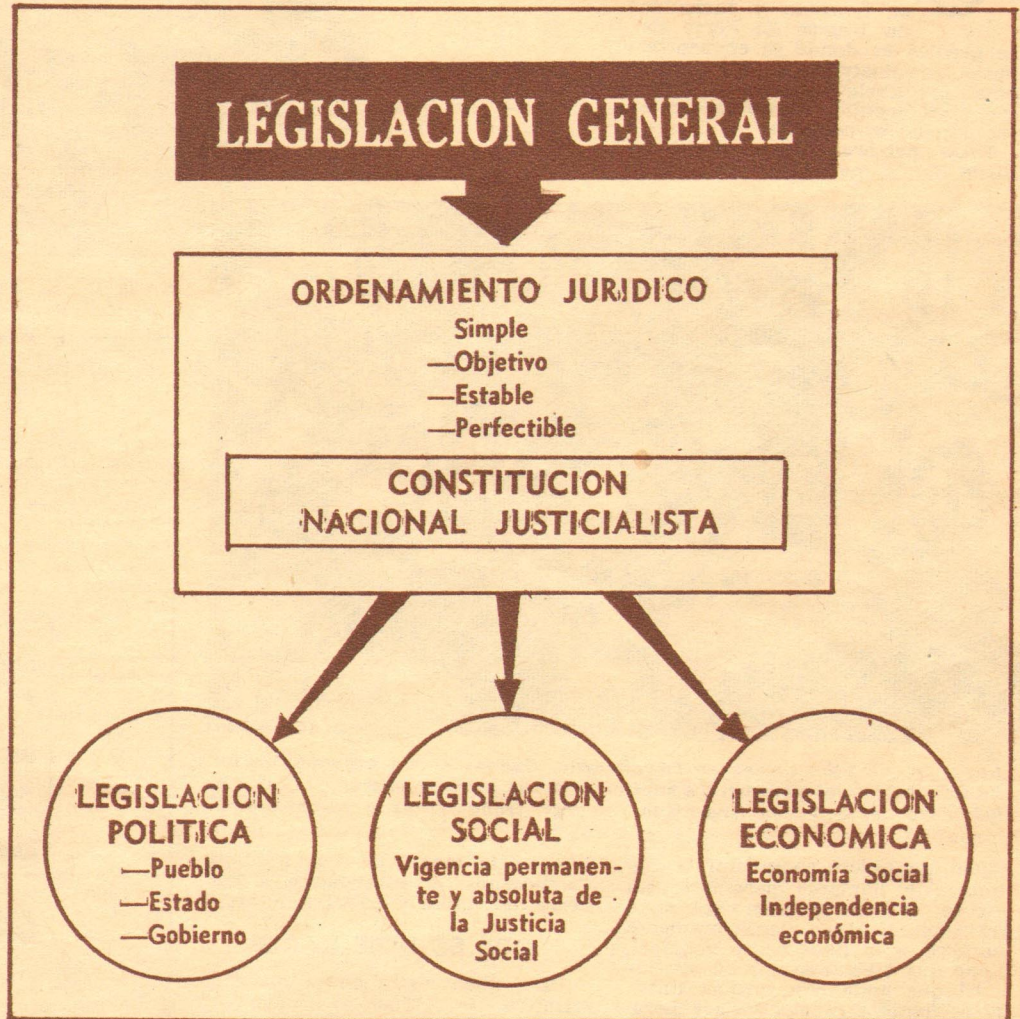 LEGISLACION GENERAL
ORDENAMIENTO JURIDICO
Simple
—Objetivo
—Estable
—Perfectible
CONSTITUCION
NACIONAL JUSTICIALISTA
LEGISLACION
POLITICA
—Pueblo
—Estado
—Gobierno
LEGISLACION
SOCIAL
Vigencia permanen-
te y absoluta de
la Justicia
Social
LEGISLACION
ECONOMICA
Economía Social
Independencia
económica